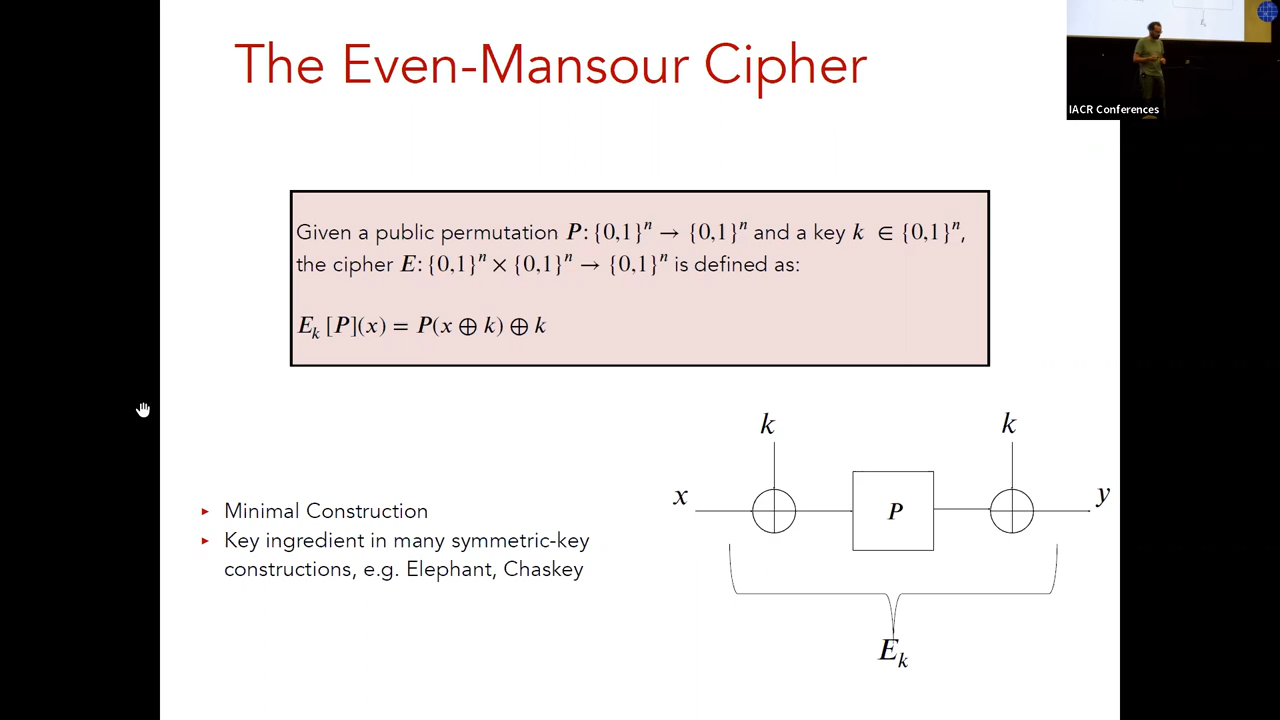 The Even-Mansour Cipher
IACR Conferences
Given a public permutation P: {0,1}ⁿ → {0,1}ⁿ and a key k ∈ {0,1}ⁿ,
the cipher E: {0,1}ⁿ × {0,1}ⁿ → {0,1}ⁿ is defined as:
Eₖ [P](x) = P(x ⊕ k) ⊕ k
k k
x P y
Eₖ
▸ Minimal Construction
▸ Key ingredient in many symmetric-key
constructions, e.g. Elephant, Chaskey